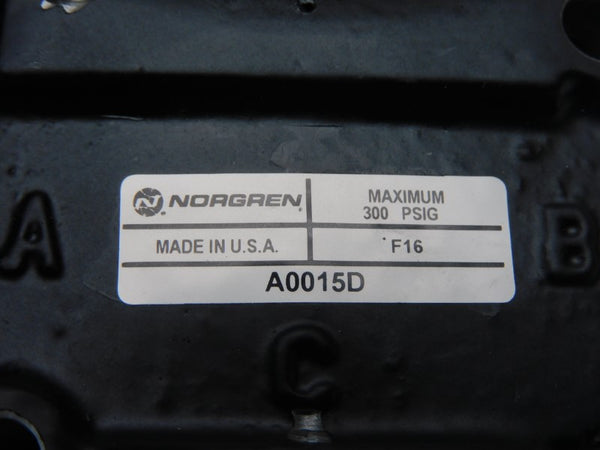 NORGREN
MAXIMUM
300 PSIG
MADE IN U.S.A.
F16
A0015D
A
B
C